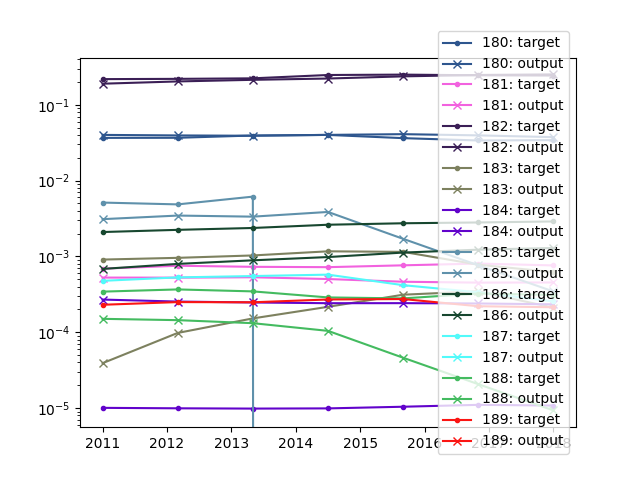 180: target
180: output
181: target
181: output
182: target
182: output
183: target
183: output
184: target
184: output
185: target
185: output
186: target
186: output
187: target
187: output
188: target
188: output
189: target
189: output
10⁻¹
10⁻²
10⁻³
10⁻⁴
10⁻⁵
2011 2012 2013 2014 2015 2016 2017 2018